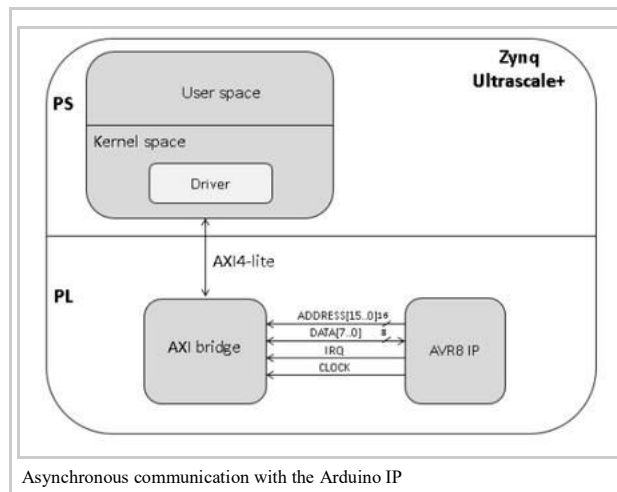 Zynq
Ultrascale+
PS
User space
Kernel space
Driver
AXI4-lite
PL
ADDRESS[15..0] 16
DATA[7..0] 8
AXI bridge
IRQ
AVR8 IP
CLOCK
Asynchronous communication with the Arduino IP